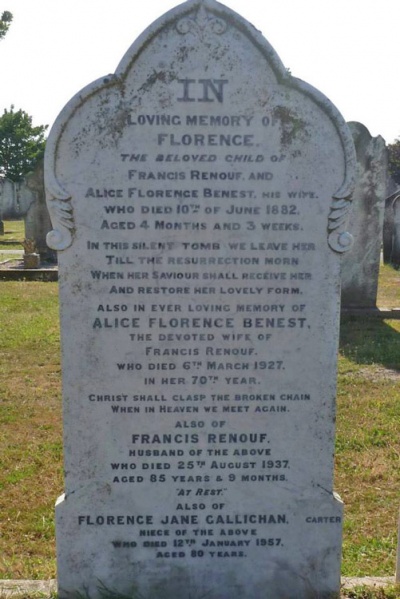 IN
LOVING MEMORY OF
FLORENCE,
THE BELOVED CHILD OF
FRANCIS RENOUF, AND
ALICE FLORENCE BENEST, HIS WIFE.
WHO DIED 10TH OF JUNE 1882,
AGED 4 MONTHS AND 3 WEEKS.
IN THIS SILENT TOMB WE LEAVE HER
TILL THE RESURRECTION MORN
WHEN HER SAVIOUR SHALL RECEIVE HER
AND RESTORE HER LOVELY FORM.
ALSO IN EVER LOVING MEMORY OF
ALICE FLORENCE BENEST,
THE DEVOTED WIFE OF
FRANCIS RENOUF,
WHO DIED 6TH MARCH 1927,
IN HER 70TH YEAR.
CHRIST SHALL CLASP THE BROKEN CHAIN
WHEN IN HEAVEN WE MEET AGAIN.
ALSO OF
FRANCIS RENOUF,
HUSBAND OF THE ABOVE
WHO DIED 25TH AUGUST 1937,
AGED 85 YEARS & 9 MONTHS.
"AT REST."
ALSO OF
FLORENCE JANE GALLICHAN,
NIECE OF THE ABOVE
WHO DIED 12TH JANUARY 1957,
AGED 80 YEARS.
CARTER